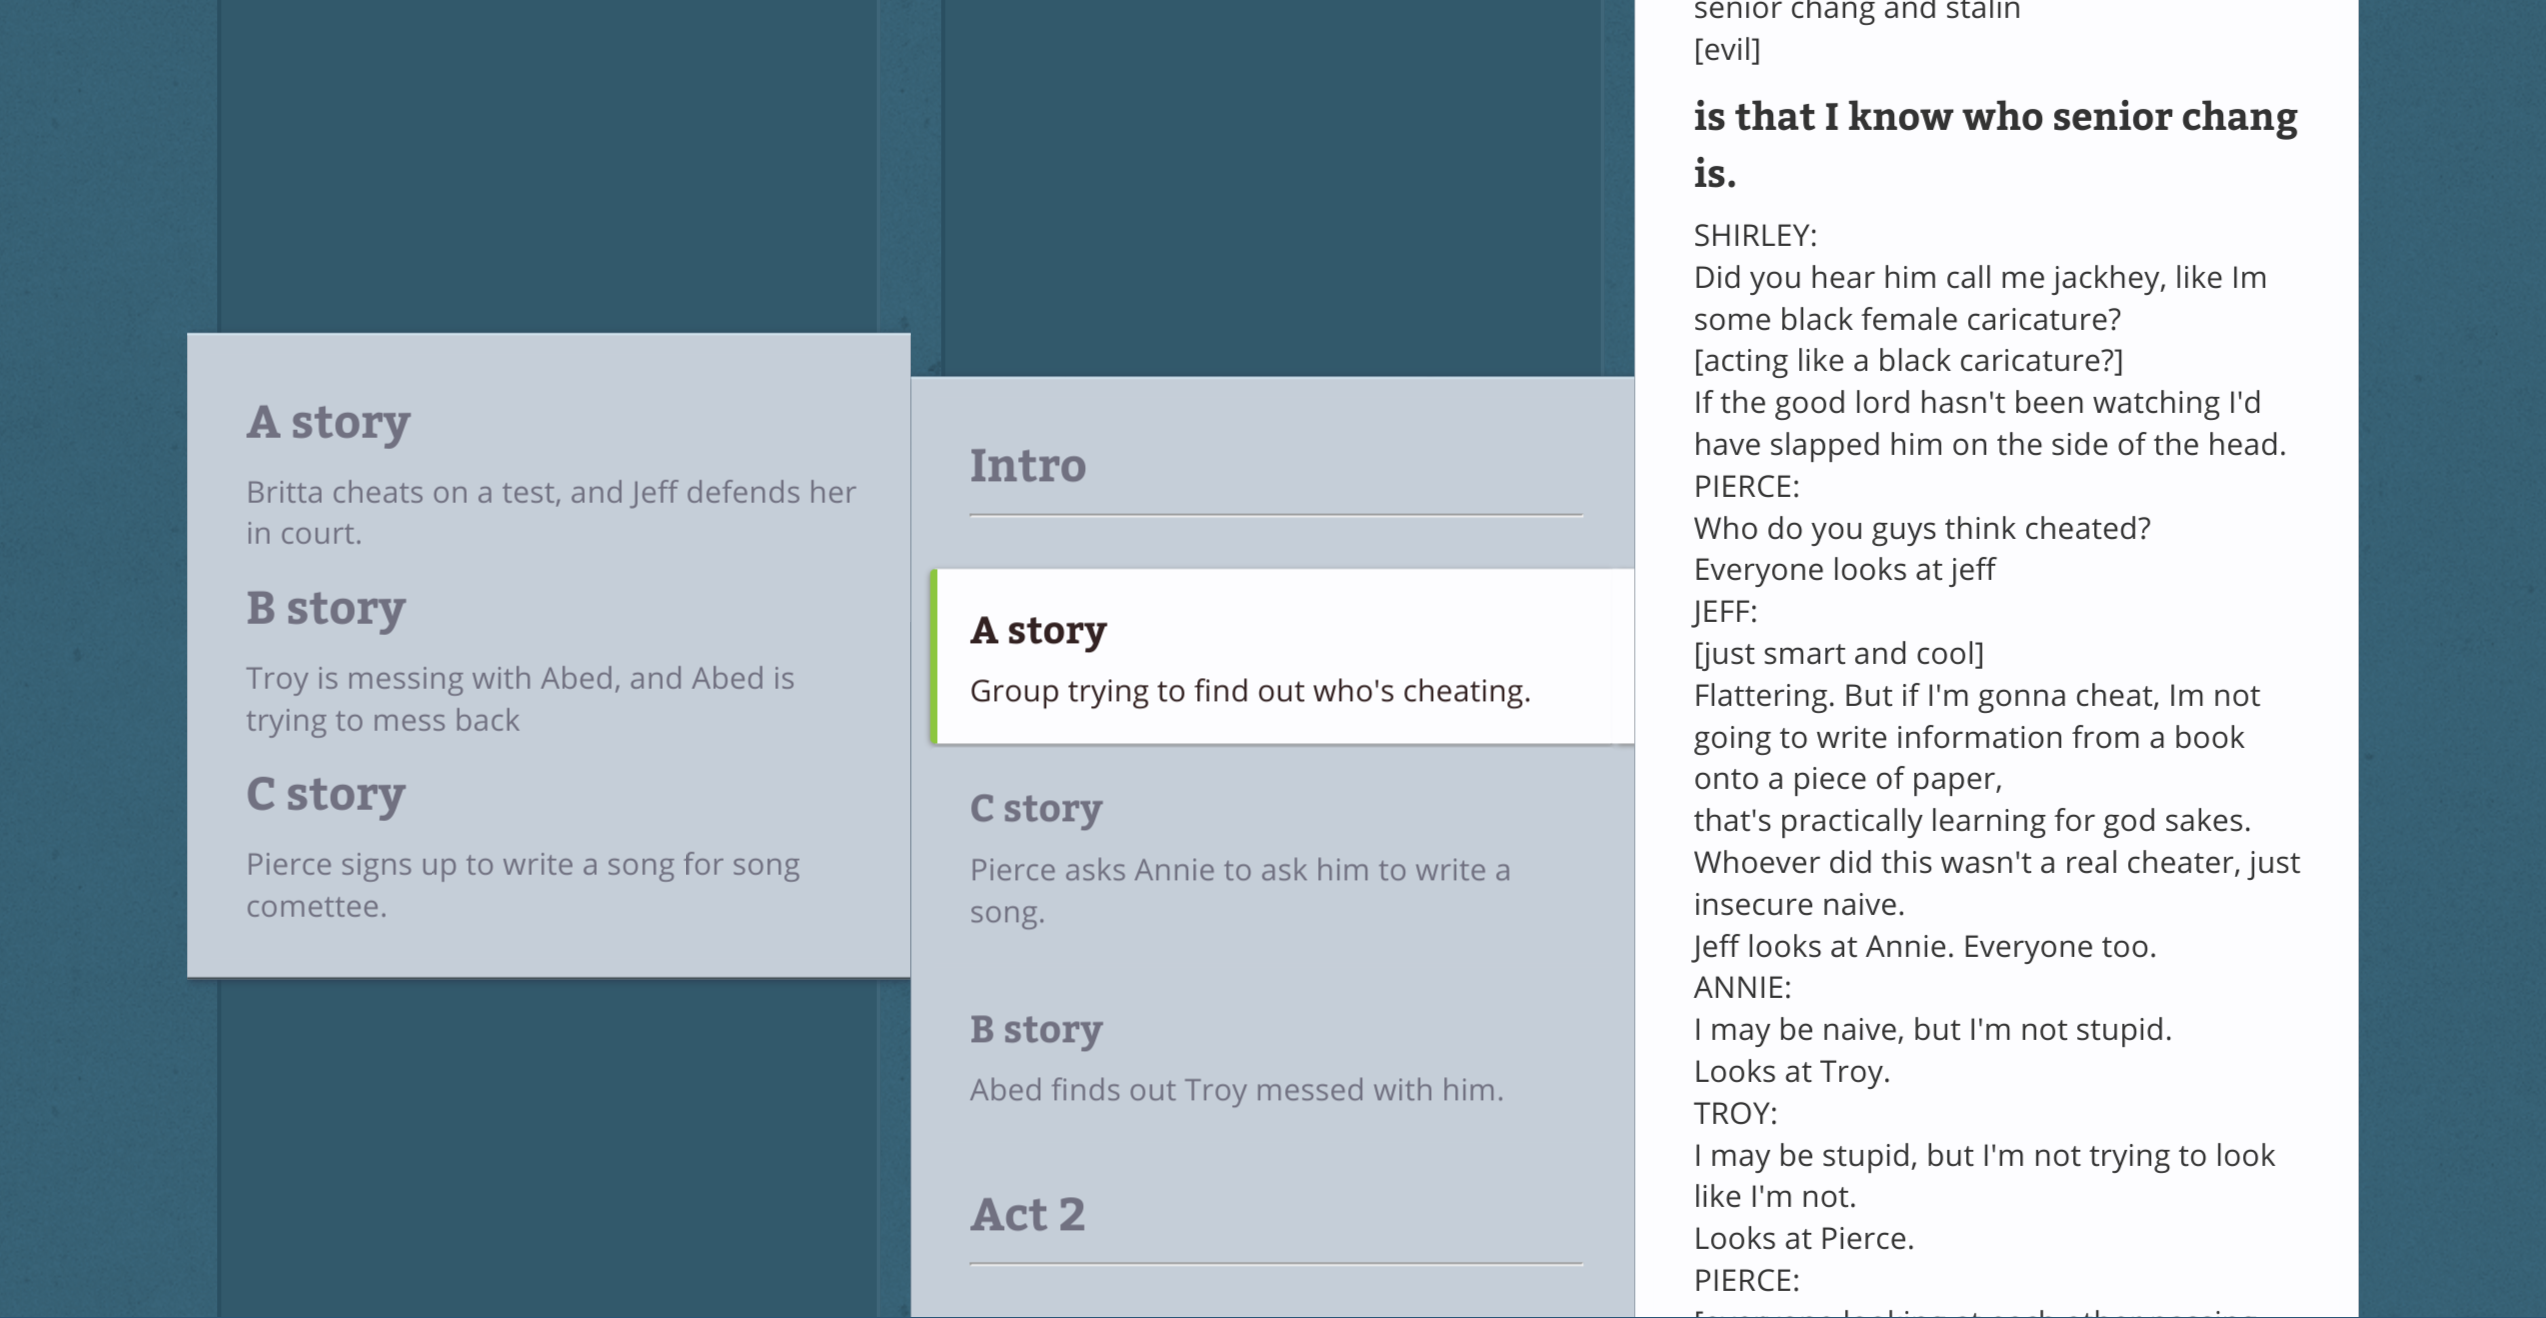 A story
Britta cheats on a test, and Jeff defends her
in court.
B story
Troy is messing with Abed, and Abed is
trying to mess back
C story
Pierce signs up to write a song for song
comettee.
Intro
A story
Group trying to find out who's cheating.
C story
Pierce asks Annie to ask him to write a
song.
B story
Abed finds out Troy messed with him.
Act 2
senior chang and stalin
[evil]
is that I know who senior chang
is.
SHIRLEY:
Did you hear him call me jackhey, like Im
some black female caricature?
[acting like a black caricature?]
If the good lord hasn't been watching I'd
have slapped him on the side of the head.
PIERCE:
Who do you guys think cheated?
Everyone looks at jeff
JEFF:
[just smart and cool]
Flattering. But if I'm gonna cheat, Im not
going to write information from a book
onto a piece of paper,
that's practically learning for god sakes.
Whoever did this wasn't a real cheater, just
insecure naive.
Jeff looks at Annie. Everyone too.
ANNIE:
I may be naive, but I'm not stupid.
Looks at Troy.
TROY:
I may be stupid, but I'm not trying to look
like I'm not.
Looks at Pierce.
PIERCE: